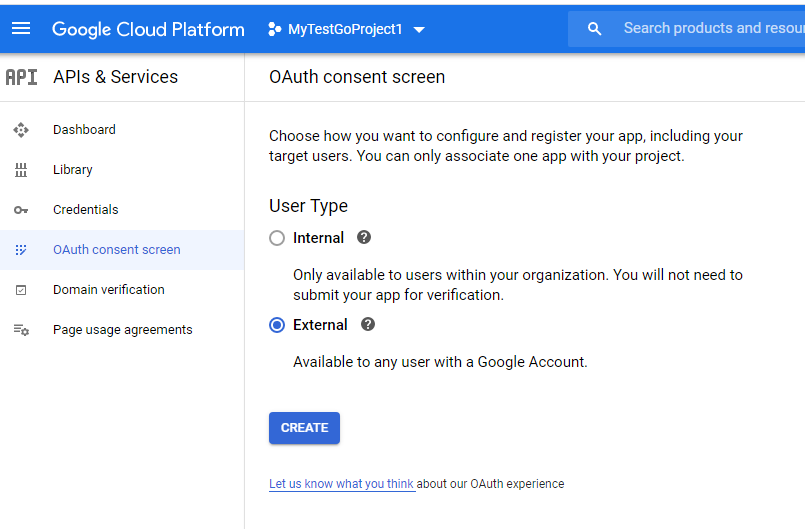 Google Cloud Platform
MyTestGoProject1
Search products and resou
API APIs & Services
OAuth consent screen
Dashboard
Library
Credentials
OAuth consent screen
Domain verification
Page usage agreements
Choose how you want to configure and register your app, including your
target users. You can only associate one app with your project.
User Type
Internal ?
Only available to users within your organization. You will not need to
submit your app for verification.
External ?
Available to any user with a Google Account.
CREATE
Let us know what you think about our OAuth experience